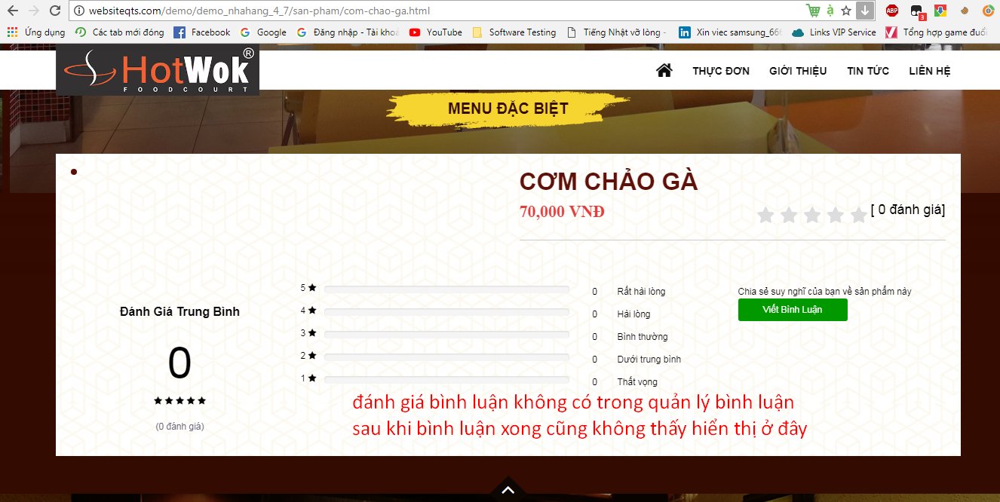 websiteqts.com/demo/demo_nhahang_4_7/san-pham/com-chao-ga.html
à ABP 3
Ứng dụng Các tab mới đóng Facebook Google Đăng nhập - Tài YouTube Software Testing Tiếng Nhật vỡ lòng - Xin viec samsung_66 Links VIP Service Tổng hợp game đuổi
HotWok®
FOODCOURT
THỰC ĐƠN GIỚI THIỆU TIN TỨC LIÊN HỆ
MENU ĐẶC BIỆT
CƠM CHẢO GÀ
70,000 VNĐ
[ 0 đánh giá]
Đánh Giá Trung Bình
0
(0 đánh giá)
5 0 Rất hài lòng
4 0 Hài lòng
3 0 Bình thường
2 0 Dưới trung bình
1 0 Thất vọng
Chia sẻ suy nghĩ của bạn về sản phẩm này
Viết Bình Luận
đánh giá bình luận không có trong quản lý bình luận
sau khi bình luận xong cũng không thấy hiển thị ở đây